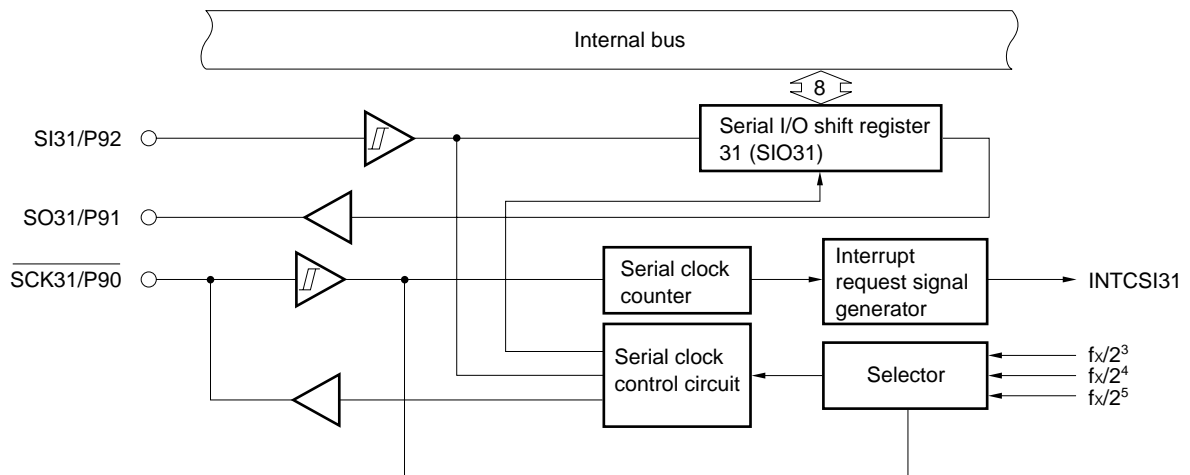 Internal bus
8
SI31/P92
Serial I/O shift register
31 (SIO31)
SO31/P91
SCK31/P90
Serial clock
counter
Interrupt
request signal
generator
INTCSI31
Serial clock
control circuit
Selector
fX/2³
fX/2⁴
fX/2⁵